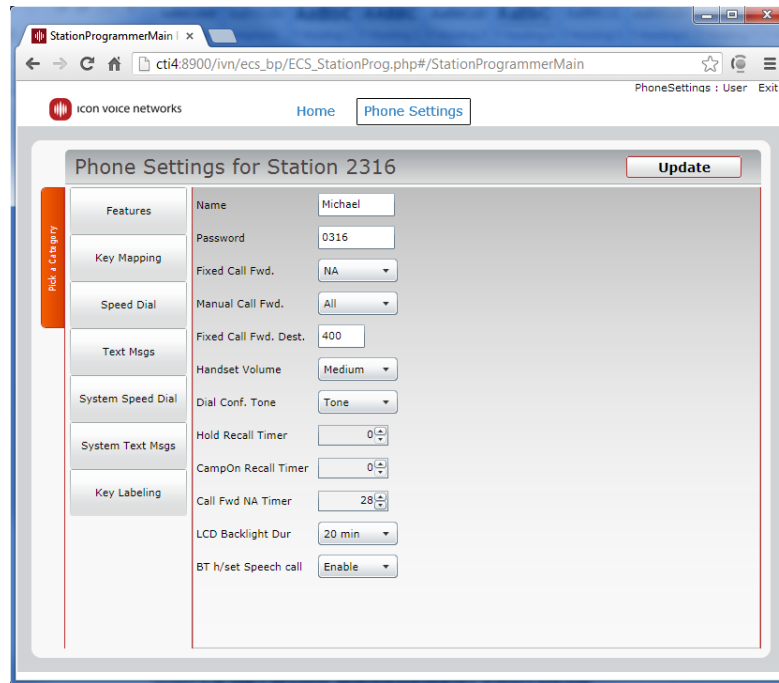 StationProgrammerMain |
cti4:8900/ivn/ecs_bp/ECS_StationProg.php#/StationProgrammerMain
PhoneSettings : User Exit
icon voice networks
Home Phone Settings
Phone Settings for Station 2316 Update
Pick a Category
Features
Key Mapping
Speed Dial
Text Msgs
System Speed Dial
System Text Msgs
Key Labeling
Name Michael
Password 0316
Fixed Call Fwd. NA
Manual Call Fwd. All
Fixed Call Fwd. Dest. 400
Handset Volume Medium
Dial Conf. Tone Tone
Hold Recall Timer 0
CampOn Recall Timer 0
Call Fwd NA Timer 28
LCD Backlight Dur 20 min
BT h/set Speech call Enable